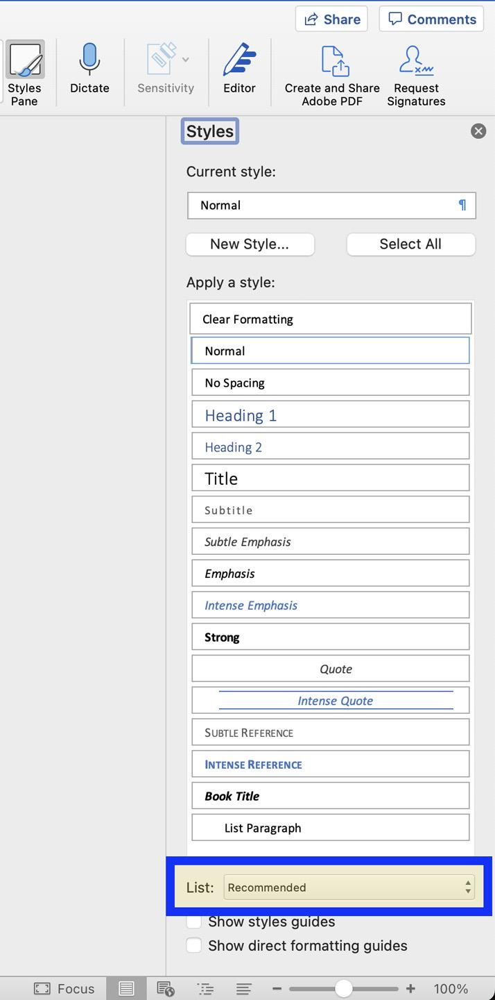 Share
Comments
Styles Pane
Dictate
Sensitivity
Editor
Create and Share Adobe PDF
Request Signatures
Styles
Current style:
Normal ¶
New Style...
Select All
Apply a style:
Clear Formatting
Normal
No Spacing
Heading 1
Heading 2
Title
Subtitle
Subtle Emphasis
Emphasis
Intense Emphasis
Strong
Quote
Intense Quote
SUBTLE REFERENCE
INTENSE REFERENCE
Book Title
List Paragraph
List: Recommended
Show styles guides
Show direct formatting guides
Focus
100%